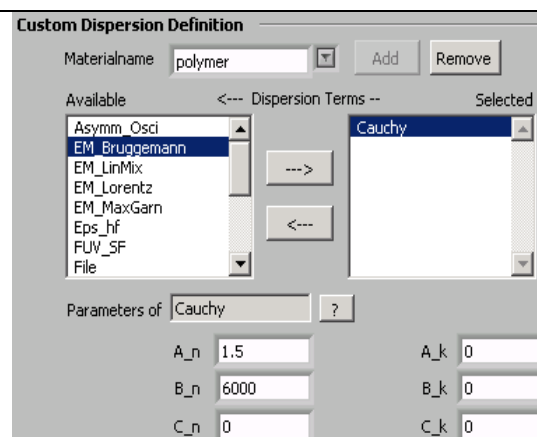 Custom Dispersion Definition
Materialname polymer Add Remove
Available <--- Dispersion Terms -- Selected
Asymm_Osci Cauchy
EM_Bruggemann
EM_LinMix --->
EM_Lorentz
EM_MaxGarn
Eps_hf <---
FUV_SF
File
Parameters of Cauchy ?
A_n 1.5 A_k 0
B_n 6000 B_k 0
C_n 0 C_k 0